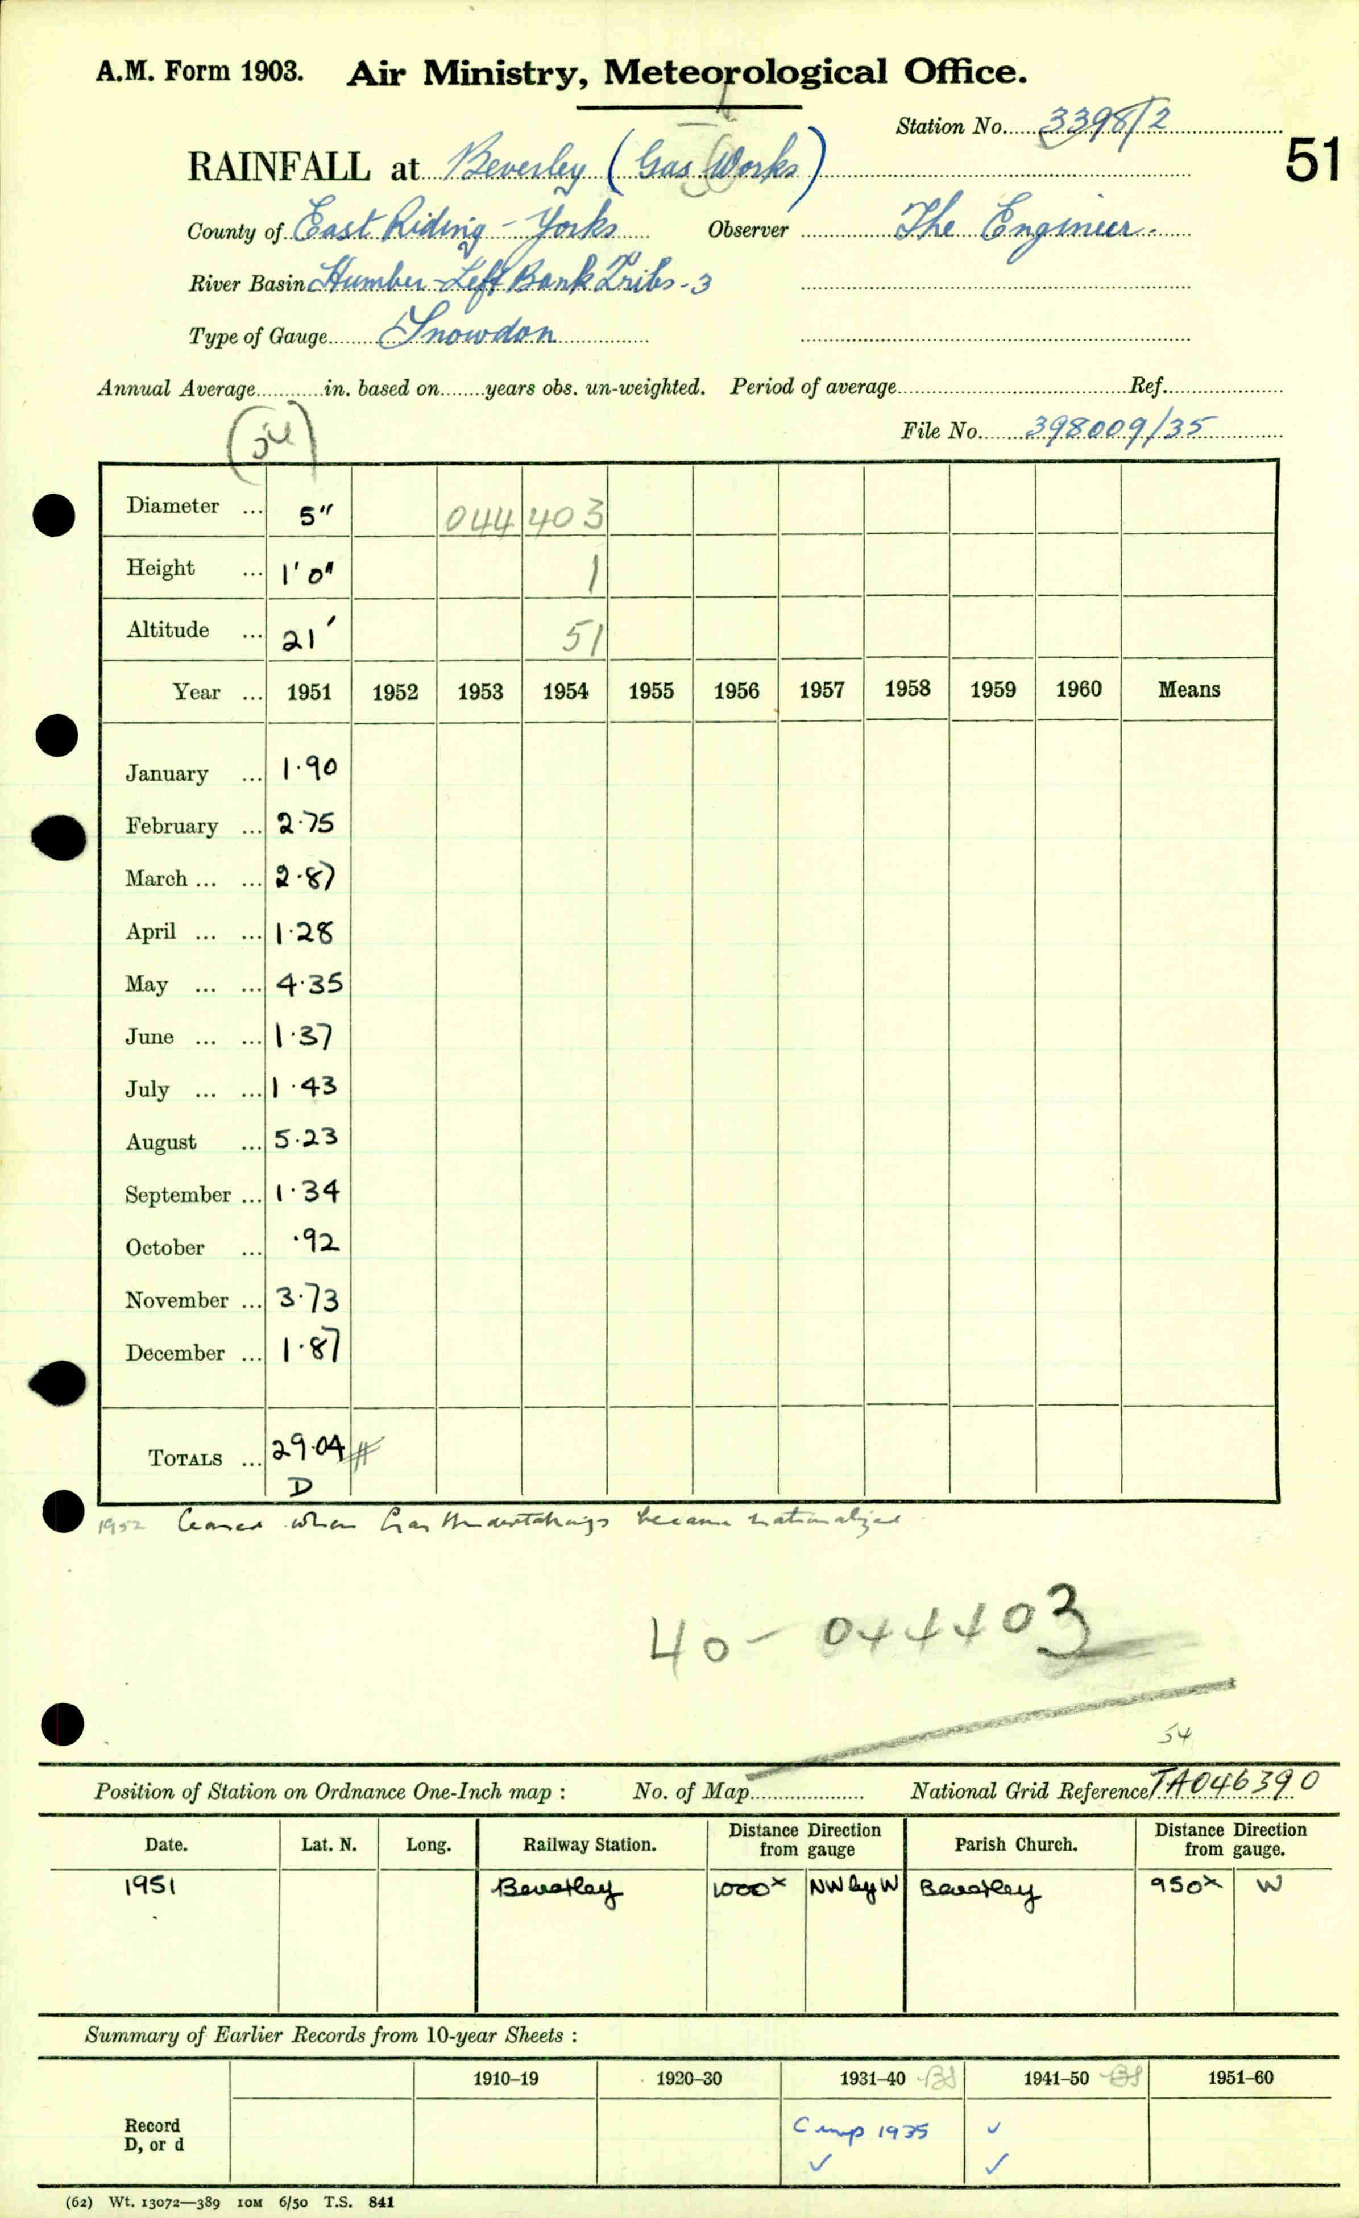 A.M. Form 1903. Air Ministry, Meteorological Office.
Station No. 3398/2
51
RAINFALL at Beverley (Gas Works)
County of East Riding - Yorks Observer The Engineer.
River Basin Humber - Left Bank Tribs - 3
Type of Gauge Snowdon
Annual Average in. based on years obs. un-weighted. Period of average Ref.
File No. 398009/35
Diameter ... 5" 044 403
Height ... 1' 0" 1
Altitude ... 21' 51
Year ... 1951 1952 1953 1954 1955 1956 1957 1958 1959 1960 Means
January ... 1.90
February ... 2.75
March ... ... 2.87
April ... ... 1.28
May ... ... 4.35
June ... ... 1.37
July ... ... 1.43
August ... 5.23
September ... 1.34
October ... .92
November ... 3.73
December ... 1.87
TOTALS ... 29.04 #
D
1952 Ceased when Gas Undertakings became nationalized
40 - 044403
54
Position of Station on Ordnance One-Inch map : No. of Map National Grid Reference TA046390
Date. Lat. N. Long. Railway Station. Distance Direction from gauge Parish Church. Distance Direction from gauge.
1951 Beverley 1000x NW by W Beverley 950x W
Summary of Earlier Records from 10-year Sheets :
1910–19 1920–30 1931–40 1941–50 1951–60
Record
D, or d
Cmp 1935 ✓
✓ ✓
(62) Wt. 13072—389 10M 6/50 T.S. 841